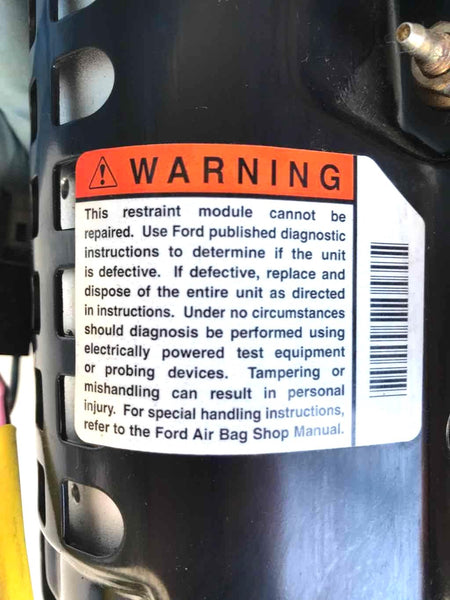 WARNING
This restraint module cannot be
repaired. Use Ford published diagnostic
instructions to determine if the unit
is defective. If defective, replace and
dispose of the entire unit as directed
in instructions. Under no circumstances
should diagnosis be performed using
electrically powered test equipment
or probing devices. Tampering or
mishandling can result in personal
injury. For special handling instructions,
refer to the Ford Air Bag Shop Manual.